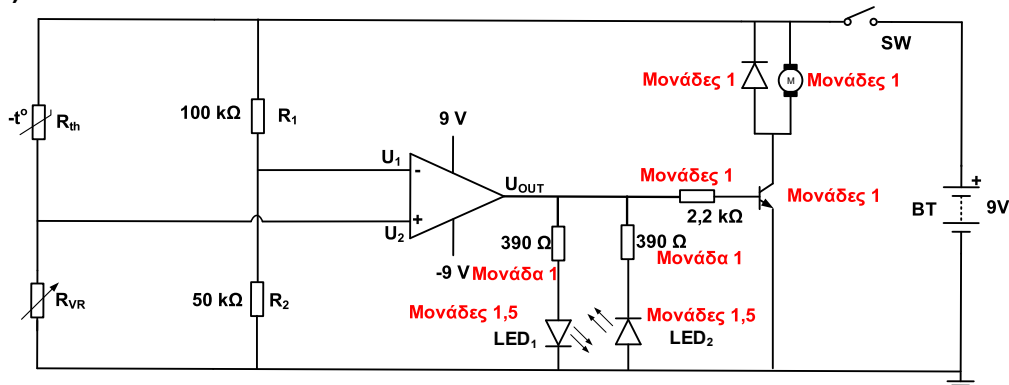 )
SW
Μονάδες 1
M
Μονάδες 1
-t° Rth
100 kΩ R1
9 V
U1
-
UOUT
Μονάδες 1
2,2 kΩ
Μονάδες 1
+
BT 9V
+
U2
390 Ω
390 Ω
-9 V
Μονάδα 1
Μονάδα 1
RVR
50 kΩ R2
Μονάδες 1,5
Μονάδες 1,5
LED1
LED2